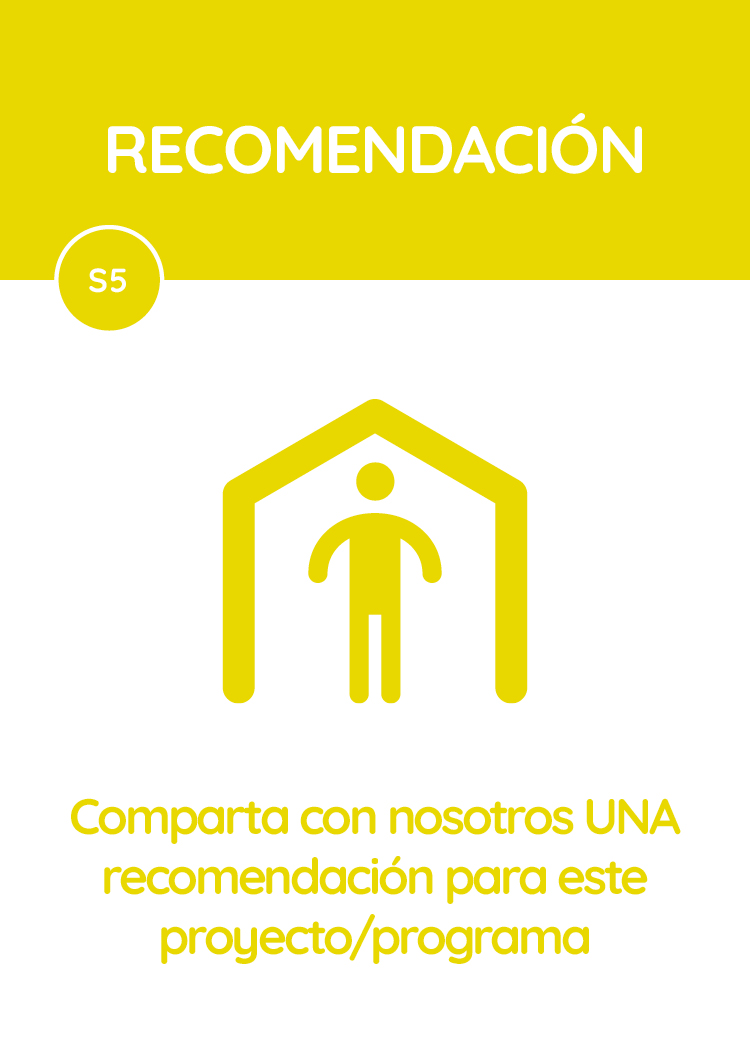 RECOMENDACIÓN
S5
Comparta con nosotros UNA
recomendación para este
proyecto/programa